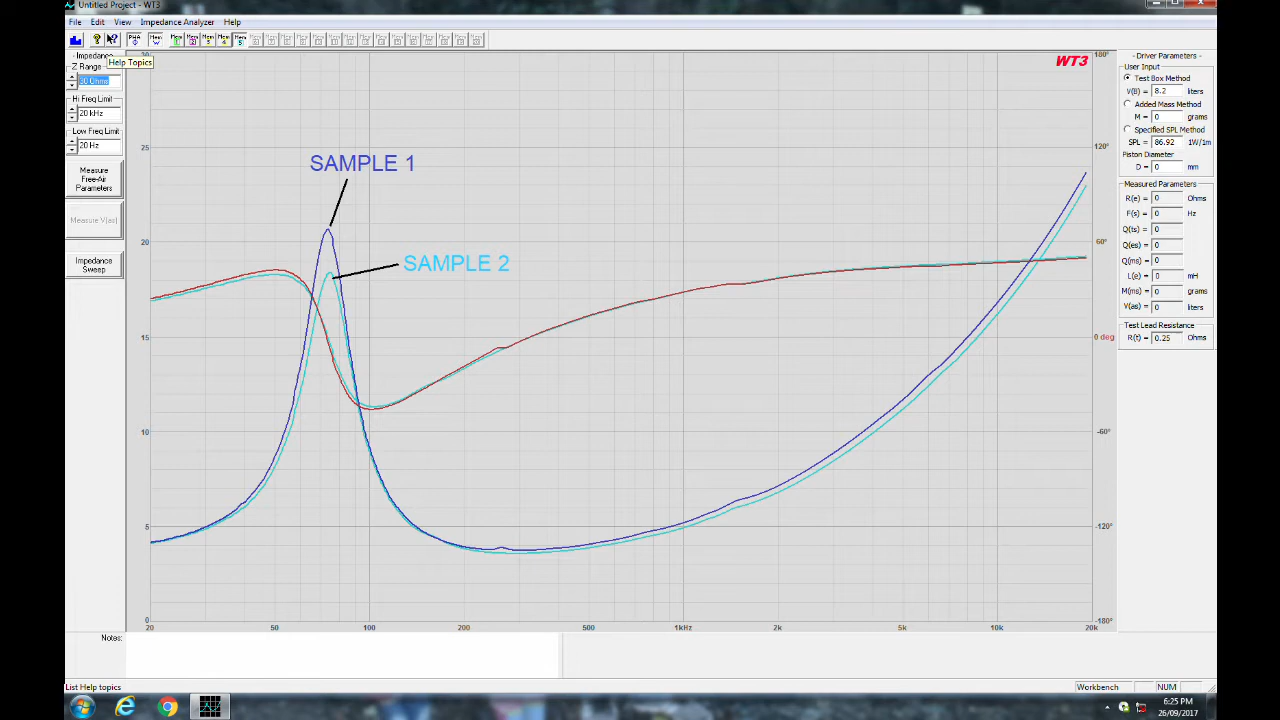 Untitled Project - WT3
File Edit View Impedance Analyzer Help
Help Topics
- Impedance
Z Range
30 Ohms
Hi Freq Limit
20 kHz
Low Freq Limit
20 Hz
Measure
Free-Air
Parameters
Measure V(as)
Impedance
Sweep
WT3
SAMPLE 1
SAMPLE 2
30
25
20
15
10
5
0
180°
120°
60°
0 deg
-60°
-120°
-180°
20 50 100 200 500 1kHz 2k 5k 10k 20k
- Driver Parameters -
User Input
Test Box Method
V(B) = 8.2 liters
Added Mass Method
M = 0 grams
Specified SPL Method
SPL = 86.92 1W/1m
Piston Diameter
D = 0 mm
Measured Parameters
R(e) = 0 Ohms
F(s) = 0 Hz
Q(ts) = 0
Q(es) = 0
Q(ms) = 0
L(e) = 0 mH
M(ms) = 0 grams
V(as) = 0 liters
Test Lead Resistance
R(t) = 0.25 Ohms
Notes:
List Help topics
Workbench NUM
6:25 PM
26/09/2017